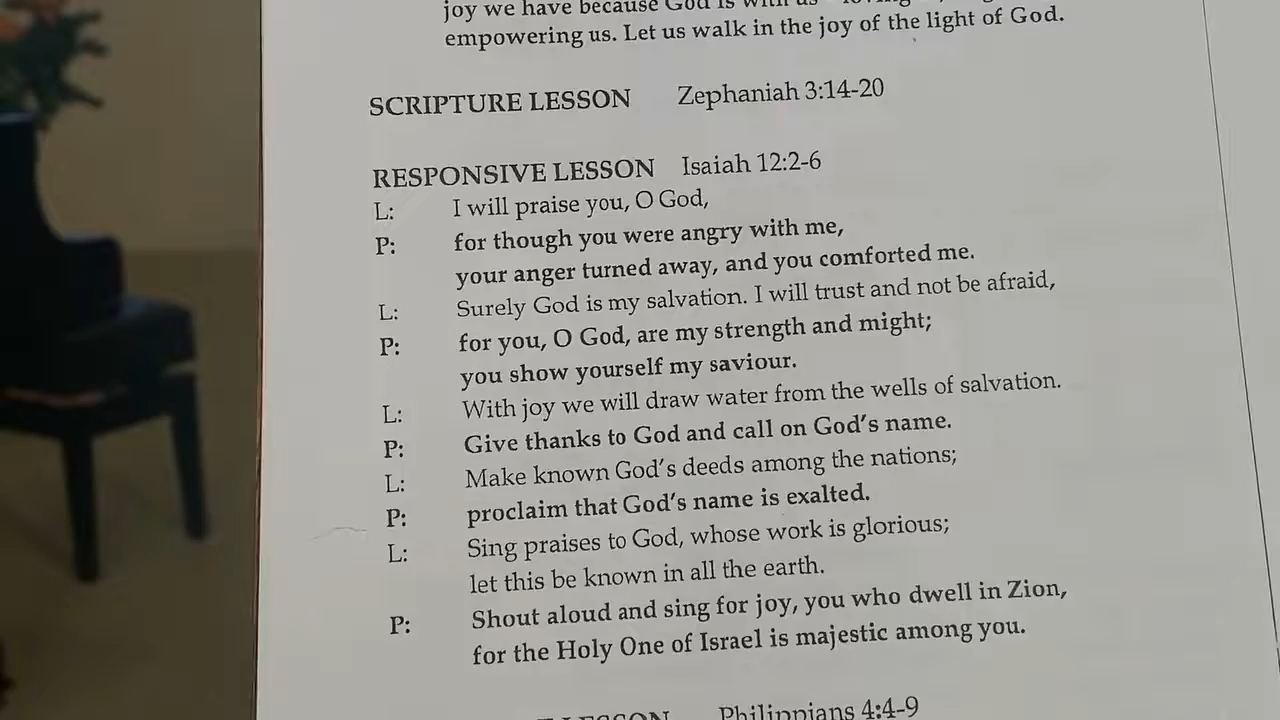 joy we have because God is with us
empowering us. Let us walk in the joy of the light of God.
SCRIPTURE LESSON Zephaniah 3:14-20
RESPONSIVE LESSON Isaiah 12:2-6
L: I will praise you, O God,
P: for though you were angry with me,
your anger turned away, and you comforted me.
L: Surely God is my salvation. I will trust and not be afraid,
P: for you, O God, are my strength and might;
you show yourself my saviour.
L: With joy we will draw water from the wells of salvation.
P: Give thanks to God and call on God's name.
L: Make known God's deeds among the nations;
P: proclaim that God's name is exalted.
L: Sing praises to God, whose work is glorious;
let this be known in all the earth.
P: Shout aloud and sing for joy, you who dwell in Zion,
for the Holy One of Israel is majestic among you.
LESSON Philippians 4:4-9